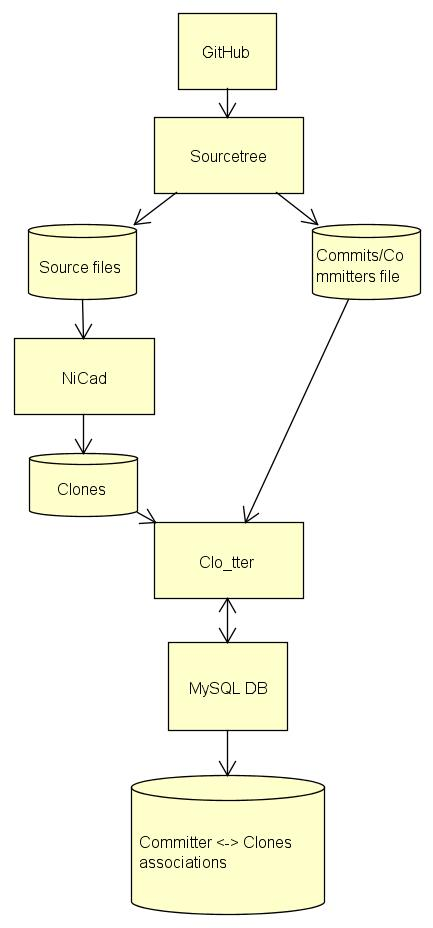 GitHub
Sourcetree
Source files
Commits/Co
mmitters file
NiCad
Clones
Clo_tter
MySQL DB
Committer <-> Clones
associations